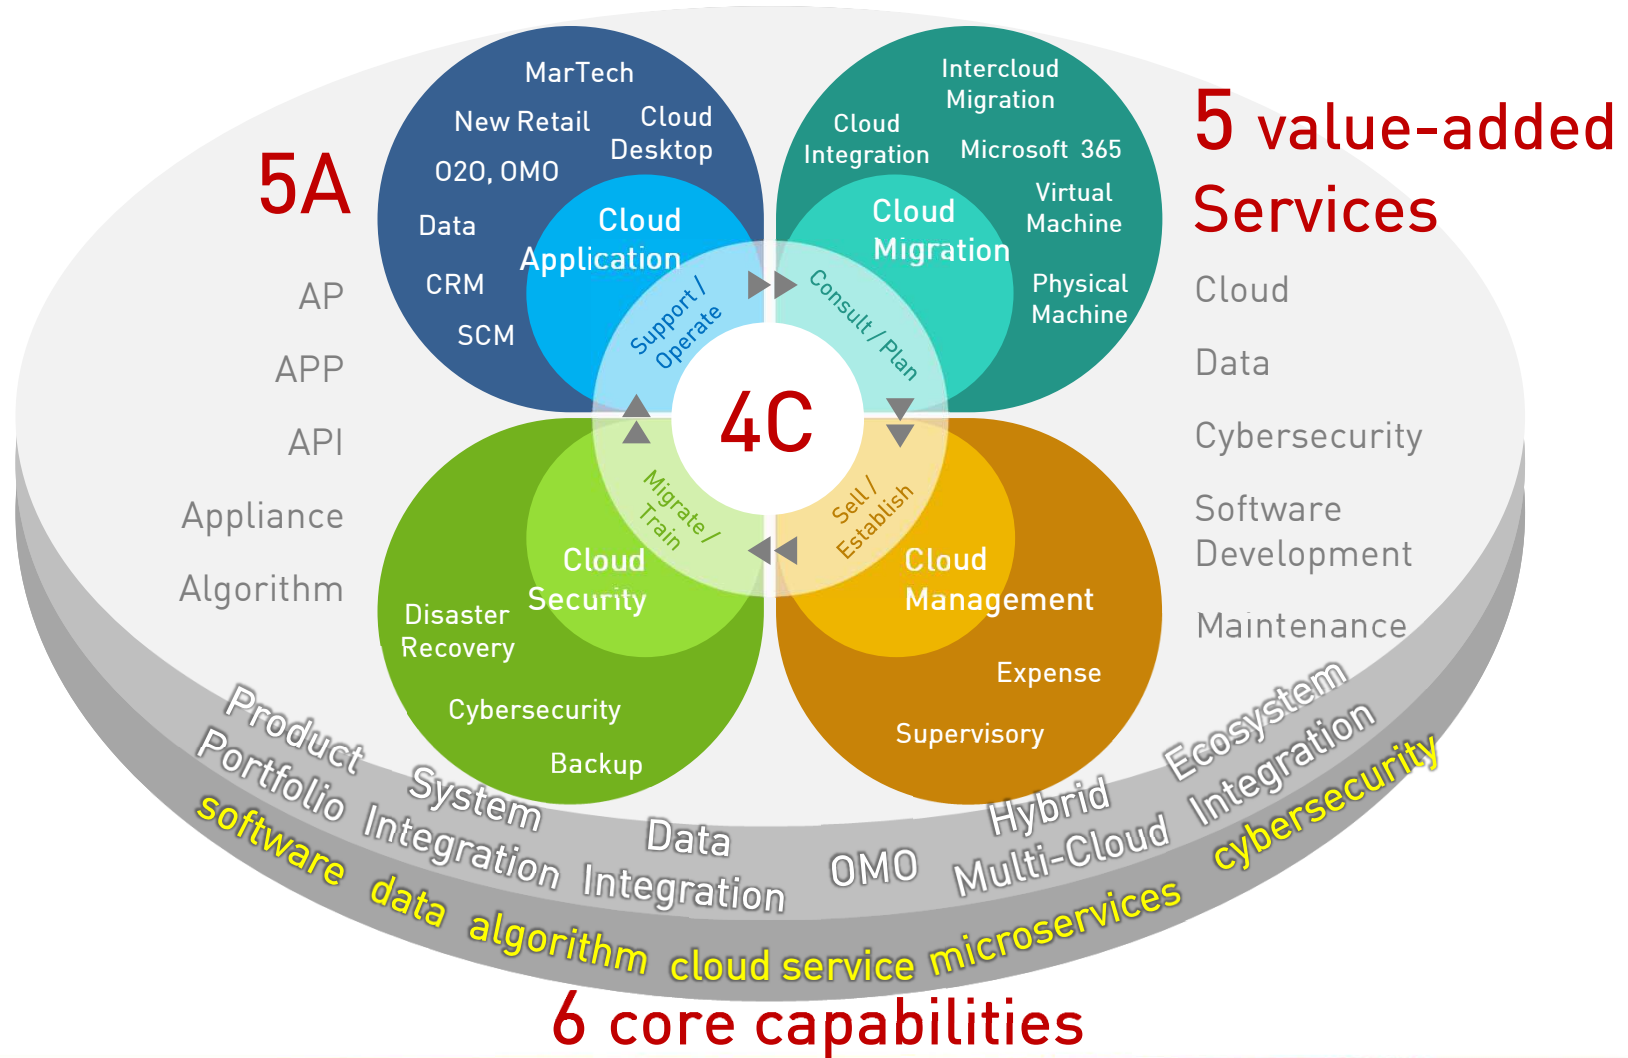 5A
AP
APP
API
Appliance
Algorithm
MarTech
New Retail
Cloud
Desktop
O2O, OMO
Data
CRM
SCM
Cloud
Application
Support /
Operate
Intercloud
Migration
Cloud
Integration
Microsoft 365
Virtual
Machine
Physical
Machine
Cloud
Migration
Consult / Plan
4C
Migrate /
Train
Cloud
Security
Disaster
Recovery
Cybersecurity
Backup
Sell /
Establish
Cloud
Management
Expense
Supervisory
5 value-added
Services
Cloud
Data
Cybersecurity
Software
Development
Maintenance
Product
Portfolio
System
Integration
Data
Integration
OMO
Hybrid
Multi-Cloud
Ecosystem
Integration
software data algorithm cloud service microservices cybersecurity
6 core capabilities